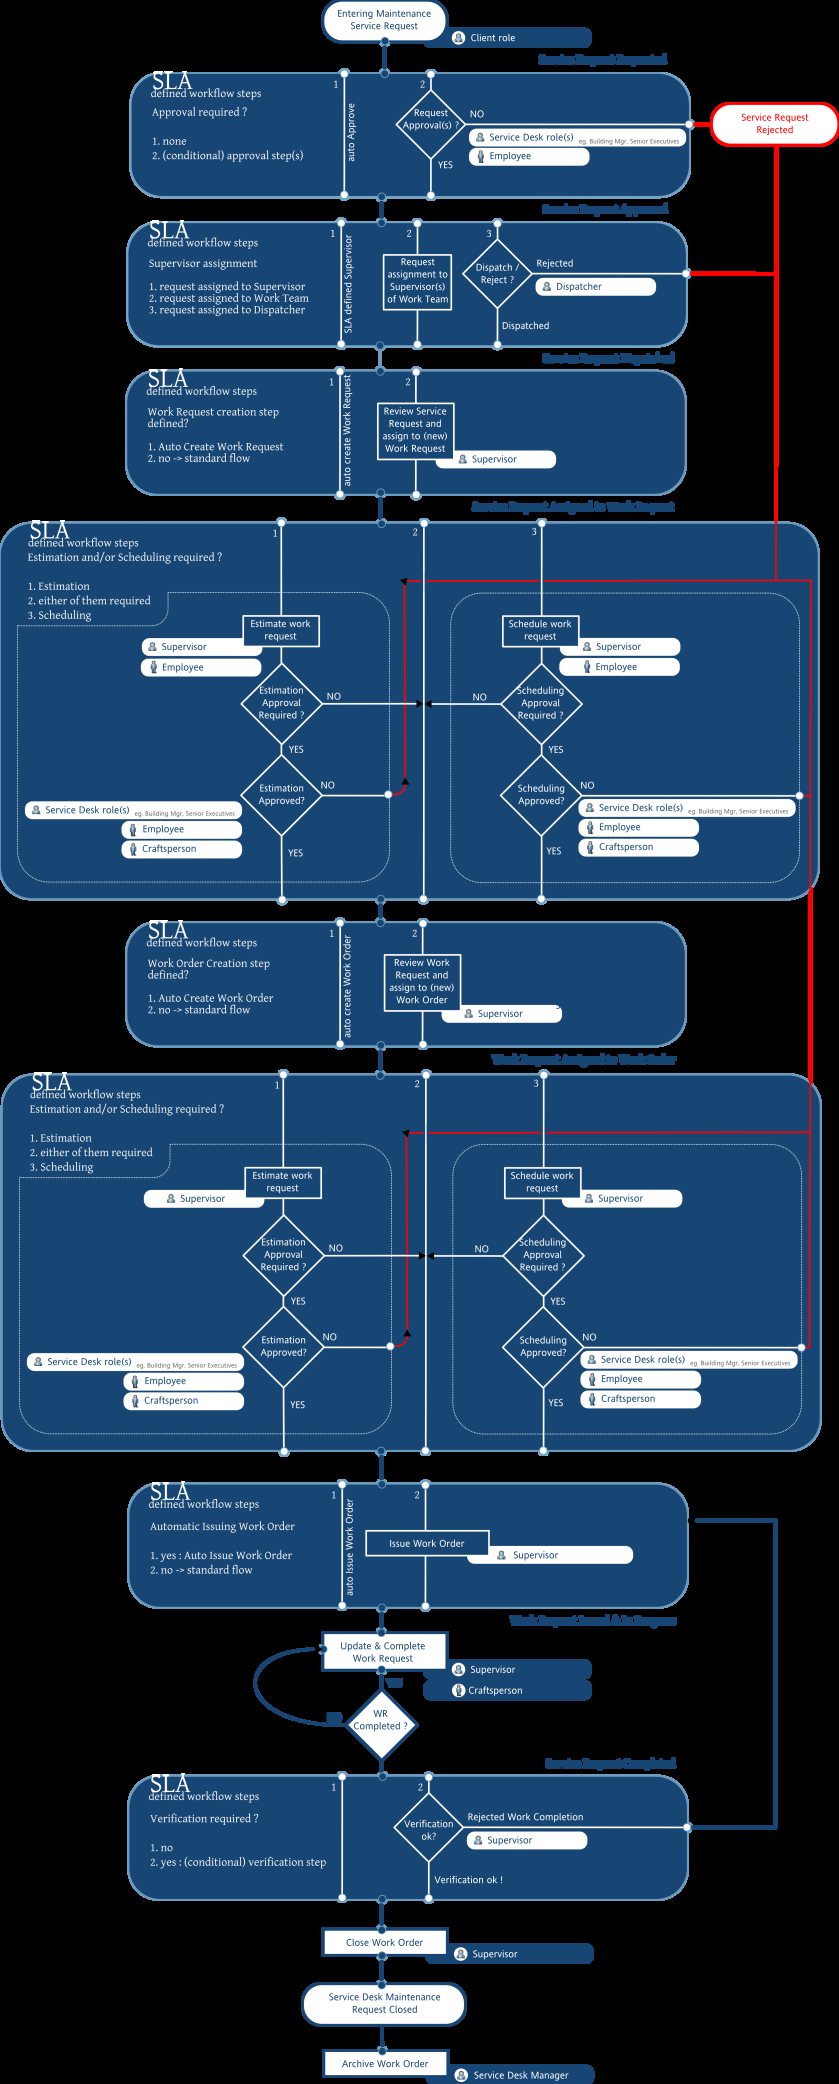 Entering Maintenance
Service Request
Client role
Service Request Requested
SLA
defined workflow steps
Approval required ?
1. none
2. (conditional) approval step(s)
1
auto Approve
2
Request
Approval(s) ?
NO
Service Desk role(s) eg. Building Mgr, Senior Executives
Employee
YES
Service Request
Rejected
Service Request Approved
SLA
defined workflow steps
Supervisor assignment
1. request assigned to Supervisor
2. request assigned to Work Team
3. request assigned to Dispatcher
1
SLA defined Supervisor
2
Request
assignment to
Supervisor(s)
of Work Team
3
Dispatch /
Reject ?
Rejected
Dispatcher
Dispatched
Service Request Dispatched
SLA
defined workflow steps
Work Request creation step
defined?
1. Auto Create Work Request
2. no -> standard flow
1
auto create Work Request
2
Review Service
Request and
assign to (new)
Work Request
Supervisor
Service Request Assigned to Work Request
SLA
defined workflow steps
Estimation and/or Scheduling required ?
1. Estimation
2. either of them required
3. Scheduling
1
2
3
Estimate work
request
Supervisor
Employee
Estimation
Approval
Required ?
NO
YES
Estimation
Approved?
NO
Service Desk role(s) eg. Building Mgr, Senior Executives
Employee
Craftsperson
YES
Schedule work
request
Supervisor
Employee
Scheduling
Approval
Required ?
NO
YES
Scheduling
Approved?
NO
Service Desk role(s) eg. Building Mgr, Senior Executives
Employee
Craftsperson
YES
SLA
defined workflow steps
Work Order Creation step
defined?
1. Auto Create Work Order
2. no -> standard flow
1
auto create Work Order
2
Review Work
Request and
assign to (new)
Work Order
Supervisor
Work Request Assigned to Work Order
SLA
defined workflow steps
Estimation and/or Scheduling required ?
1. Estimation
2. either of them required
3. Scheduling
1
2
3
Estimate work
request
Supervisor
Estimation
Approval
Required ?
NO
YES
Estimation
Approved?
NO
Service Desk role(s) eg. Building Mgr, Senior Executives
Employee
Craftsperson
YES
Schedule work
request
Supervisor
Scheduling
Approval
Required ?
NO
YES
Scheduling
Approved?
NO
Service Desk role(s) eg. Building Mgr, Senior Executives
Employee
Craftsperson
YES
SLA
defined workflow steps
Automatic Issuing Work Order
1. yes : Auto Issue Work Order
2. no -> standard flow
1
auto Issue Work Order
2
Issue Work Order
Supervisor
Work Request Issued & In Progress
Update & Complete
Work Request
Supervisor
Craftsperson
YES
NO
WR
Completed ?
Service Request Completed
SLA
defined workflow steps
Verification required ?
1. no
2. yes : (conditional) verification step
1
2
Verification
ok?
Rejected Work Completion
Supervisor
Verification ok !
Close Work Order
Supervisor
Service Desk Maintenance
Request Closed
Archive Work Order
Service Desk Manager